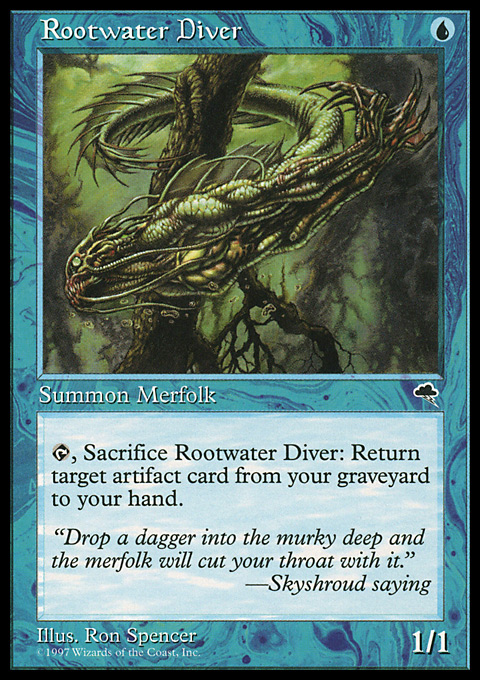 Rootwater Diver
Summon Merfolk
, Sacrifice Rootwater Diver: Return
target artifact card from your graveyard
to your hand.
“Drop a dagger into the murky deep and
the merfolk will cut your throat with it.”
—Skyshroud saying
Illus. Ron Spencer
©1997 Wizards of the Coast, Inc.
1/1